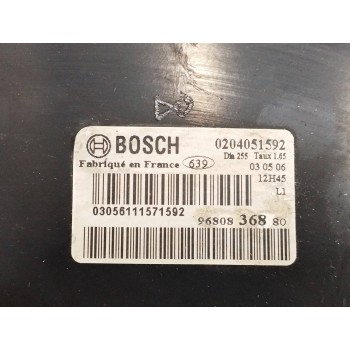 BOSCH 0204051592
Dia 255 Taux 1.65
Fabriqué en France 639 03 05 06
12H45
L1
03056111571592
96808 368 80